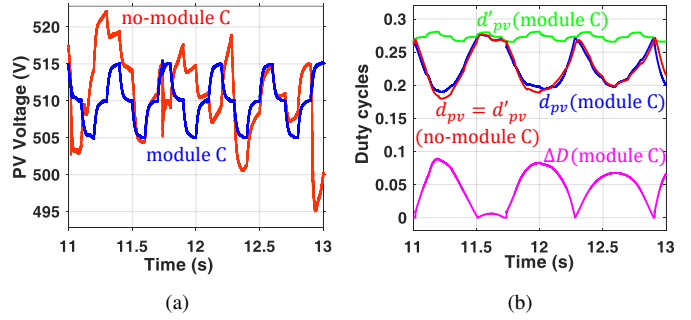 no-module C
module C
PV Voltage (V)
520
515
510
505
500
495
11
11.5
12
12.5
13
Time (s)
(a)
d'pv (module C)
dpv (module C)
dpv = d'pv
(no-module C)
ΔD (module C)
Duty cycles
0.3
0.25
0.2
0.15
0.1
0.05
0
11
11.5
12
12.5
13
Time (s)
(b)